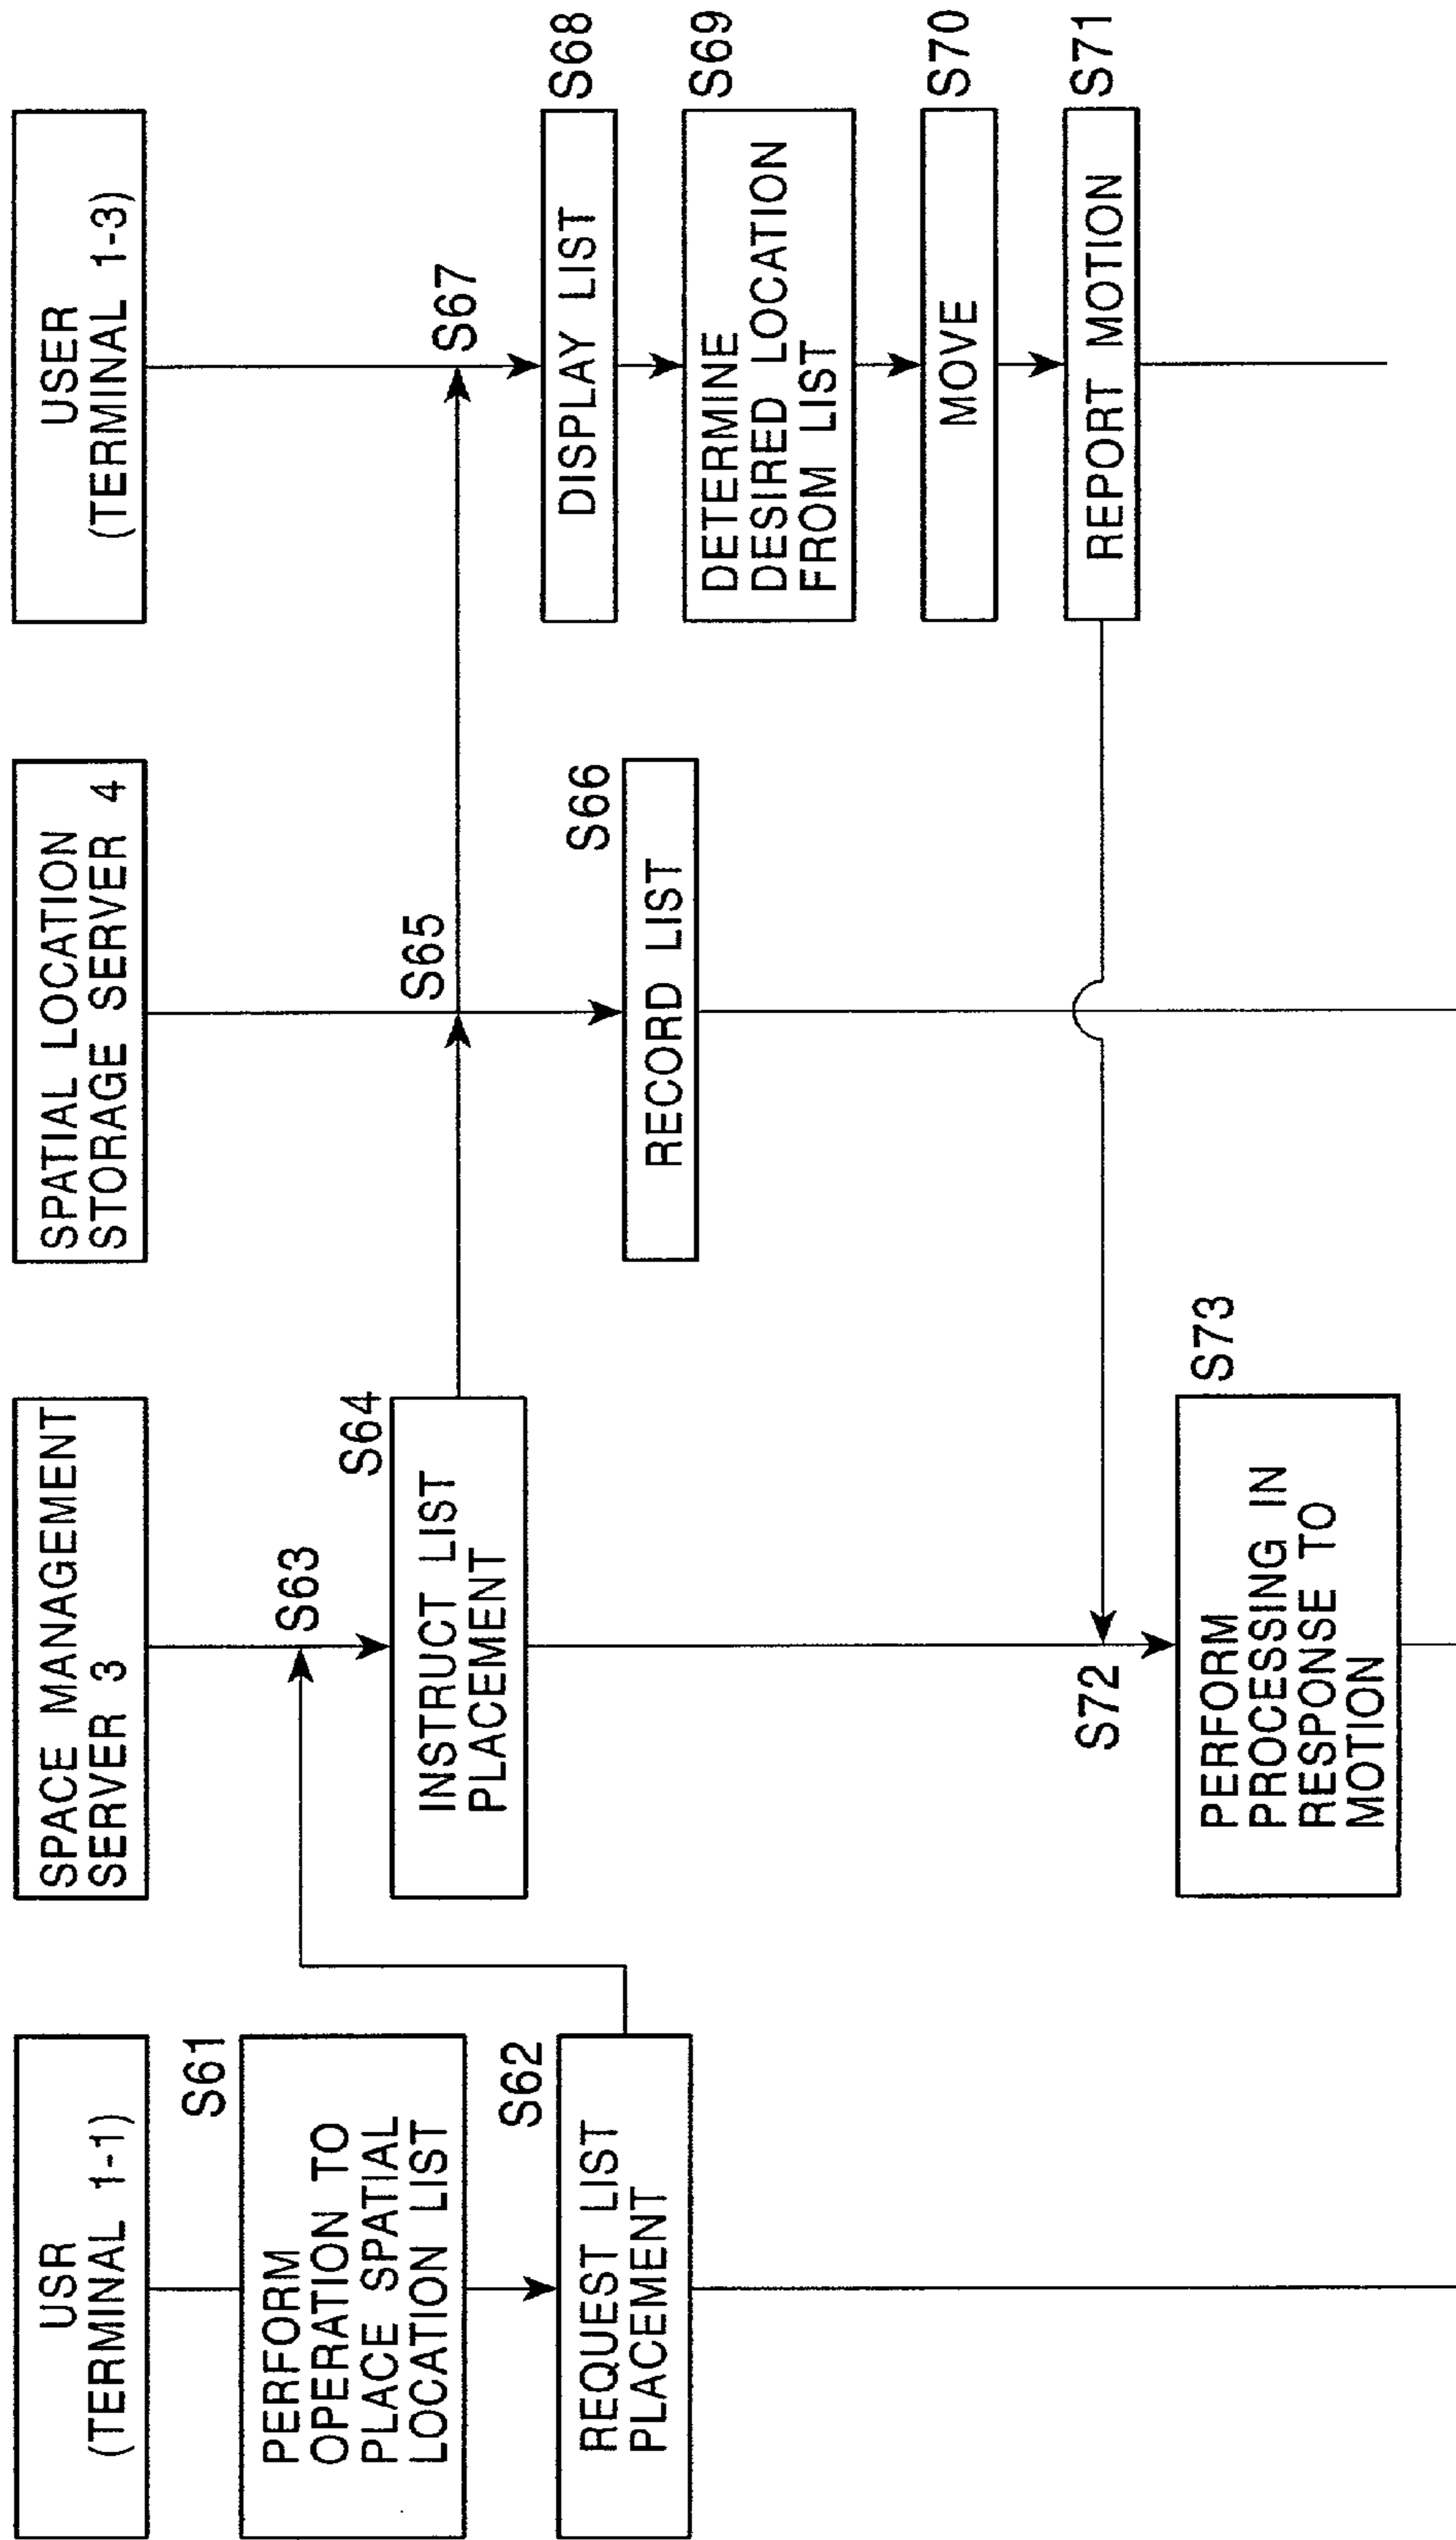 USR
(TERMINAL 1-1)
SPACE MANAGEMENT
SERVER 3
SPATIAL LOCATION
STORAGE SERVER 4
USER
(TERMINAL 1-3)
S61
PERFORM
OPERATION TO
PLACE SPATIAL
LOCATION LIST
S62
REQUEST LIST
PLACEMENT
S63
S64
INSTRUCT LIST
PLACEMENT
S65
S66
RECORD LIST
S67
S68
DISPLAY LIST
S69
DETERMINE
DESIRED LOCATION
FROM LIST
S70
MOVE
S71
REPORT MOTION
S72
S73
PERFORM
PROCESSING IN
RESPONSE TO
MOTION